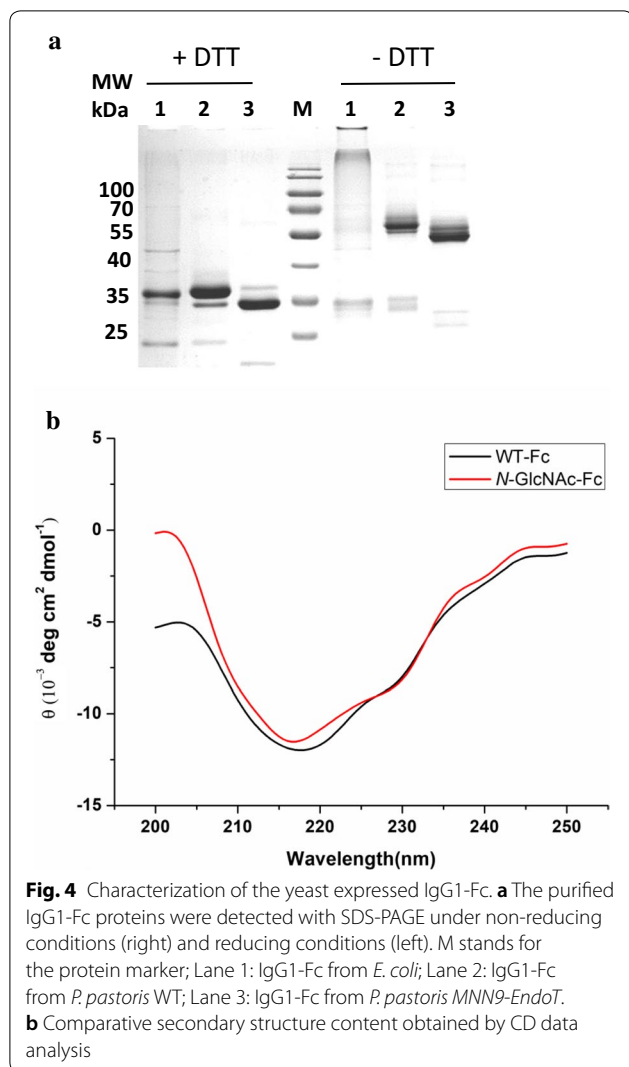 a
+ DTT - DTT
MW
kDa 1 2 3 M 1 2 3
100
70
55
40
35
25
b
5
0
-5
-10
-15
θ (10⁻³ deg cm² dmol⁻¹)
WT-Fc
N-GlcNAc-Fc
200 210 220 230 240 250
Wavelength(nm)
Fig. 4 Characterization of the yeast expressed IgG1-Fc. a The purified
IgG1-Fc proteins were detected with SDS-PAGE under non-reducing
conditions (right) and reducing conditions (left). M stands for
the protein marker; Lane 1: IgG1-Fc from E. coli; Lane 2: IgG1-Fc
from P. pastoris WT; Lane 3: IgG1-Fc from P. pastoris MNN9-EndoT.
b Comparative secondary structure content obtained by CD data
analysis